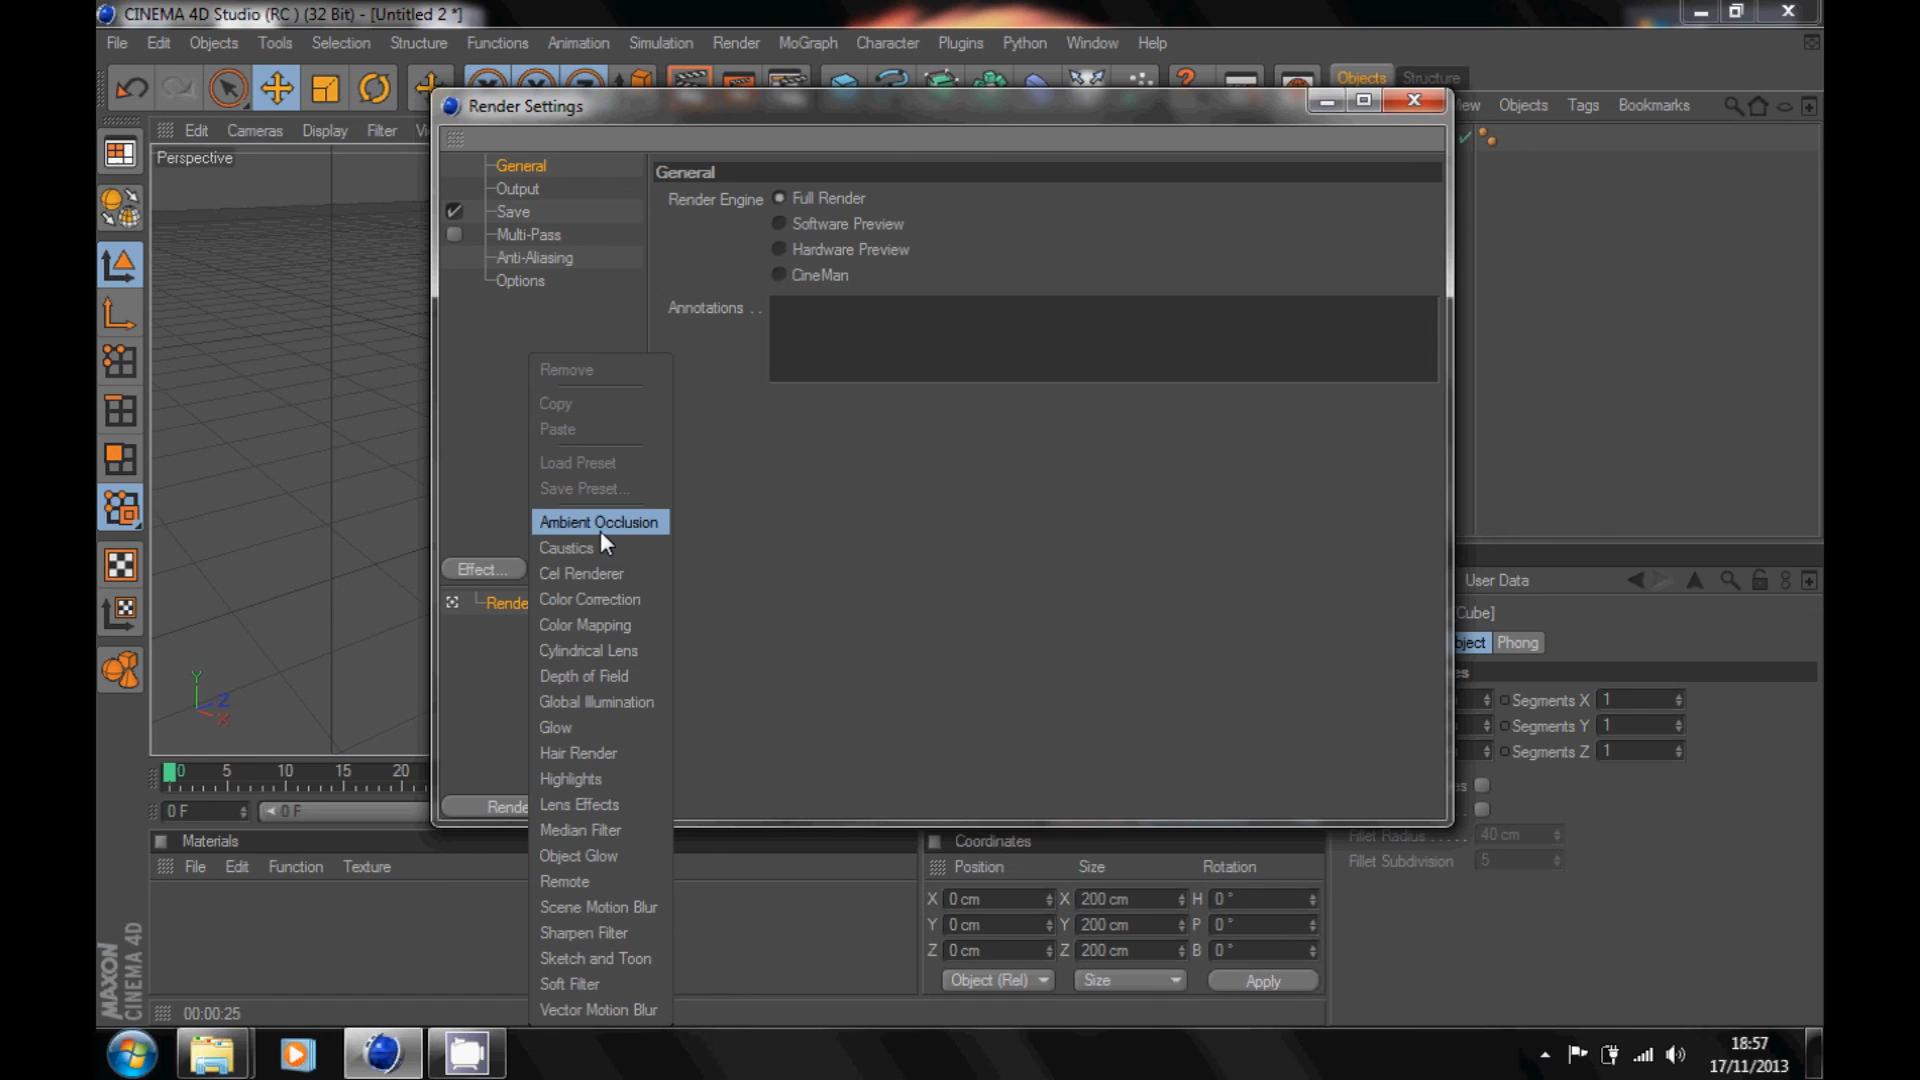 CINEMA 4D Studio (RC ) (32 Bit) - [Untitled 2 *]
File Edit Objects Tools Selection Structure Functions Animation Simulation Render MoGraph Character Plugins Python Window Help
Objects Structure
Render Settings
Edit Cameras Display Filter
Objects Tags Bookmarks
Perspective
General
Output
Save
Multi-Pass
Anti-Aliasing
Options
General
Render Engine Full Render
Software Preview
Hardware Preview
CineMan
Annotations . .
Remove
Copy
Paste
Load Preset
Save Preset...
Ambient Occlusion
Caustics
Cel Renderer
Color Correction
Color Mapping
Cylindrical Lens
Depth of Field
Global Illumination
Glow
Hair Render
Highlights
Lens Effects
Median Filter
Object Glow
Remote
Scene Motion Blur
Sharpen Filter
Sketch and Toon
Soft Filter
Vector Motion Blur
Effect...
Rende
Rende
User Data
[Cube]
bject Phong
es
Segments X 1
Segments Y 1
Segments Z 1
es
Fillet Radius . . . . . 40 cm
Fillet Subdivision 5
Y
Z
X
0 5 10 15 20
0 F 0 F
Materials
File Edit Function Texture
Coordinates
Position Size Rotation
X 0 cm X 200 cm H 0 °
Y 0 cm Y 200 cm P 0 °
Z 0 cm Z 200 cm B 0 °
Object (Rel) Size Apply
MAXON
CINEMA 4D
00:00:25
18:57
17/11/2013